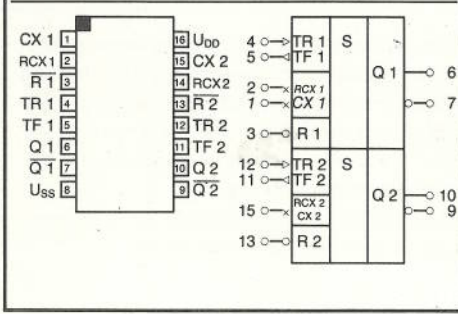 CX 1 1 16 U_DD
RCX1 2 15 CX 2
R̅ ̅1̅ 3 14 RCX2
TR 1 4 13 R̅ ̅2̅
TF 1 5 12 TR 2
Q 1 6 11 TF 2
Q̅ ̅1̅ 7 10 Q 2
U_SS 8 9 Q̅ ̅2̅
4 TR 1 S
5 TF 1
Q 1 6
2 RCX 1
1 CX 1 7
3 R 1
12 TR 2 S
11 TF 2
Q 2 10
RCX 2 9
15 CX 2
13 R 2